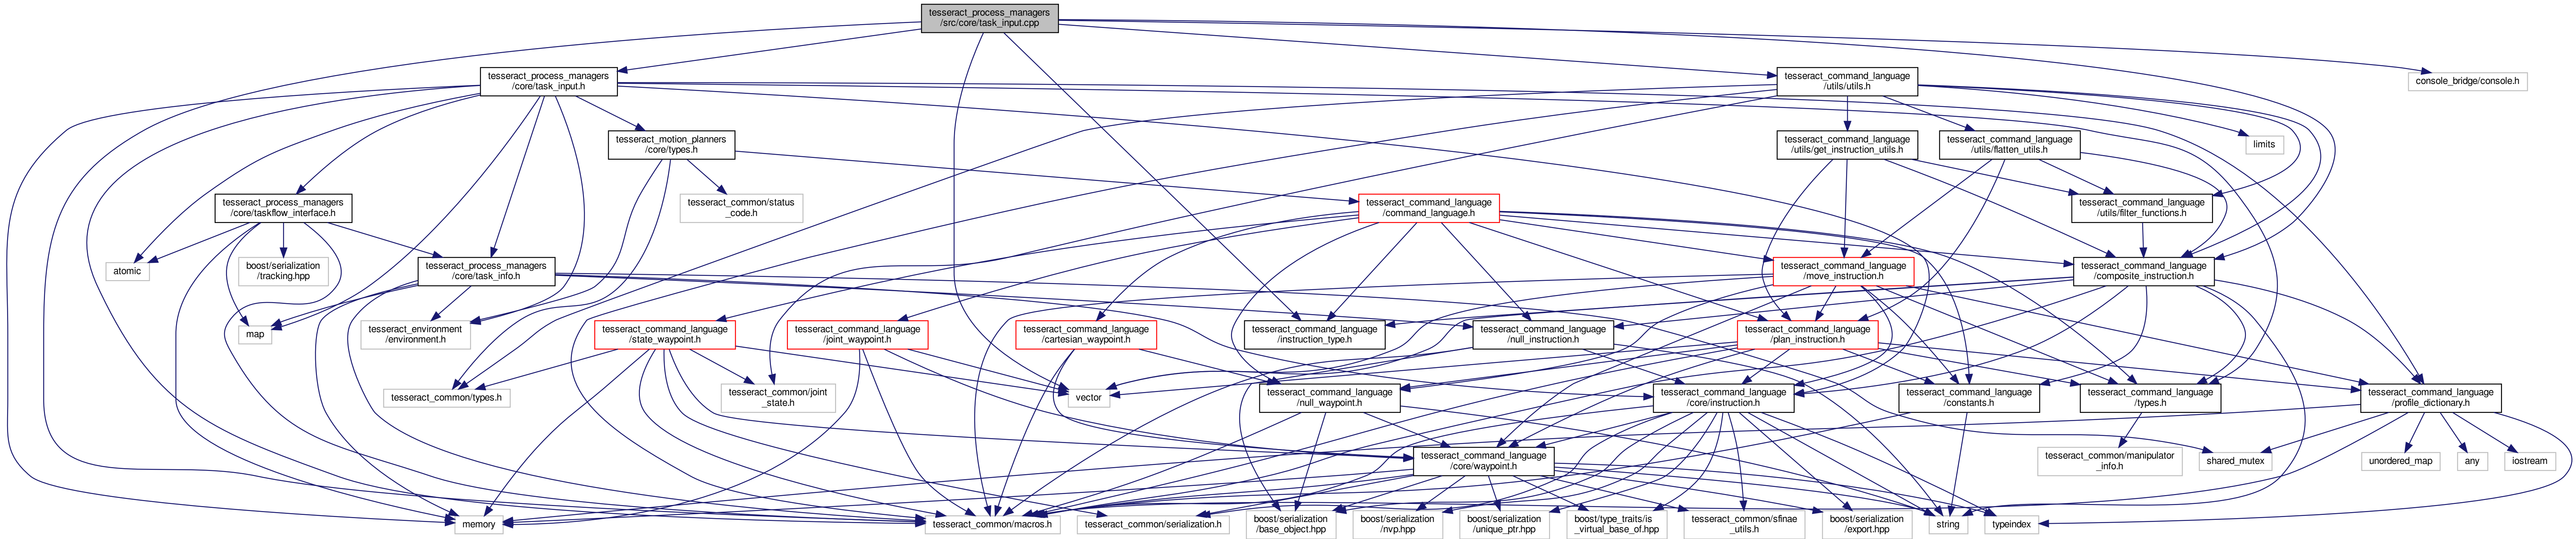 tesseract_process_managers
/src/core/task_input.cpp
tesseract_process_managers
/core/task_input.h
tesseract_command_language
/utils/utils.h
console_bridge/console.h
tesseract_motion_planners
/core/types.h
tesseract_command_language
/utils/get_instruction_utils.h
tesseract_command_language
/utils/flatten_utils.h
limits
tesseract_process_managers
/core/taskflow_interface.h
tesseract_common/status
_code.h
tesseract_command_language
/command_language.h
tesseract_command_language
/utils/filter_functions.h
atomic
boost/serialization
/tracking.hpp
tesseract_process_managers
/core/task_info.h
tesseract_command_language
/move_instruction.h
tesseract_command_language
/composite_instruction.h
map
tesseract_environment
/environment.h
tesseract_command_language
/state_waypoint.h
tesseract_command_language
/joint_waypoint.h
tesseract_command_language
/cartesian_waypoint.h
tesseract_command_language
/instruction_type.h
tesseract_command_language
/null_instruction.h
tesseract_command_language
/plan_instruction.h
tesseract_common/types.h
tesseract_common/joint
_state.h
vector
tesseract_command_language
/null_waypoint.h
tesseract_command_language
/core/instruction.h
tesseract_command_language
/constants.h
tesseract_command_language
/types.h
tesseract_command_language
/profile_dictionary.h
tesseract_command_language
/core/waypoint.h
tesseract_common/manipulator
_info.h
shared_mutex
unordered_map
any
iostream
memory
tesseract_common/macros.h
tesseract_common/serialization.h
boost/serialization
/base_object.hpp
boost/serialization
/nvp.hpp
boost/serialization
/unique_ptr.hpp
boost/type_traits/is
_virtual_base_of.hpp
tesseract_common/sfinae
_utils.h
boost/serialization
/export.hpp
string
typeindex